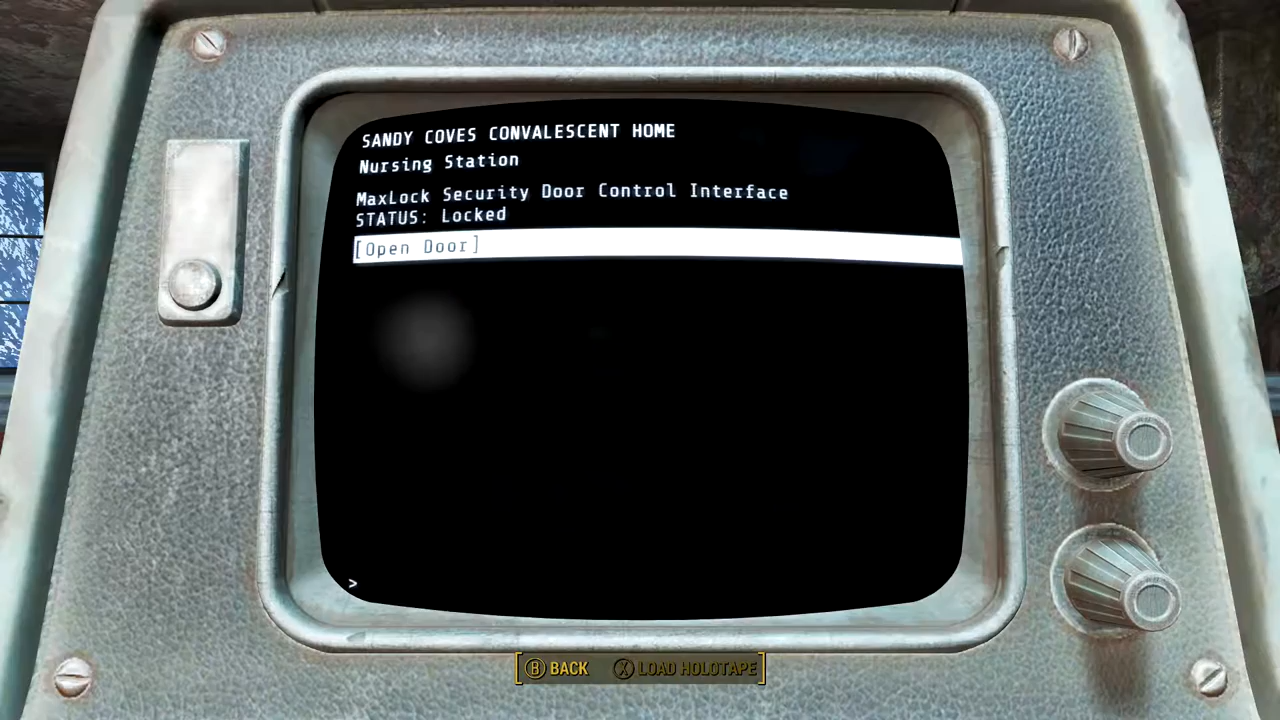 SANDY COVES CONVALESCENT HOME
Nursing Station
MaxLock Security Door Control Interface
STATUS: Locked
[Open Door]
>
B BACK X LOAD HOLOTAPE